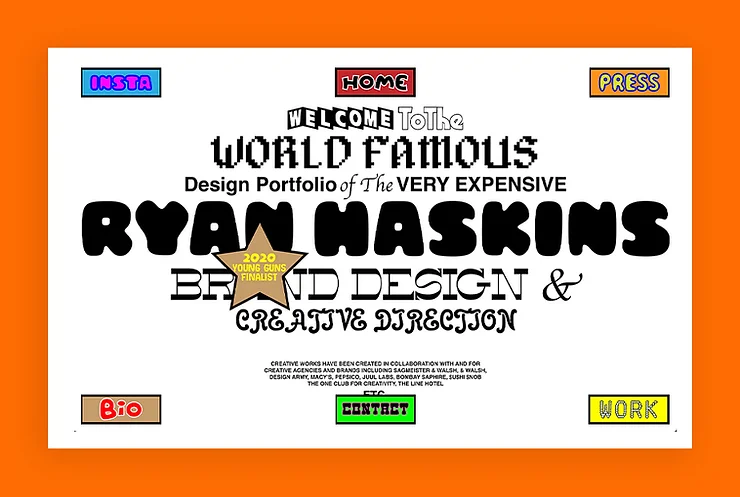 INSTA
HOME
PRESS
WELCOME ToThe
WORLD FAMOUS
Design Portfolio of The VERY EXPENSIVE
RYAN HASKINS
2020
YOUNG GUNS
FINALIST
BRAND DESIGN &
CREATIVE DIRECTION
CREATIVE WORKS HAVE BEEN CREATED IN COLLABORATION WITH AND FOR
CREATIVE AGENCIES AND BRANDS INCLUDING SAGMEISTER & WALSH, & WALSH,
DESIGN ARMY, MACY'S, PEPSICO, JUUL LABS, BOMBAY SAPHIRE, SUSHI SNOB
THE ONE CLUB FOR CREATIVITY, THE LINE HOTEL
ETC
Bio
CONTACT
WORK